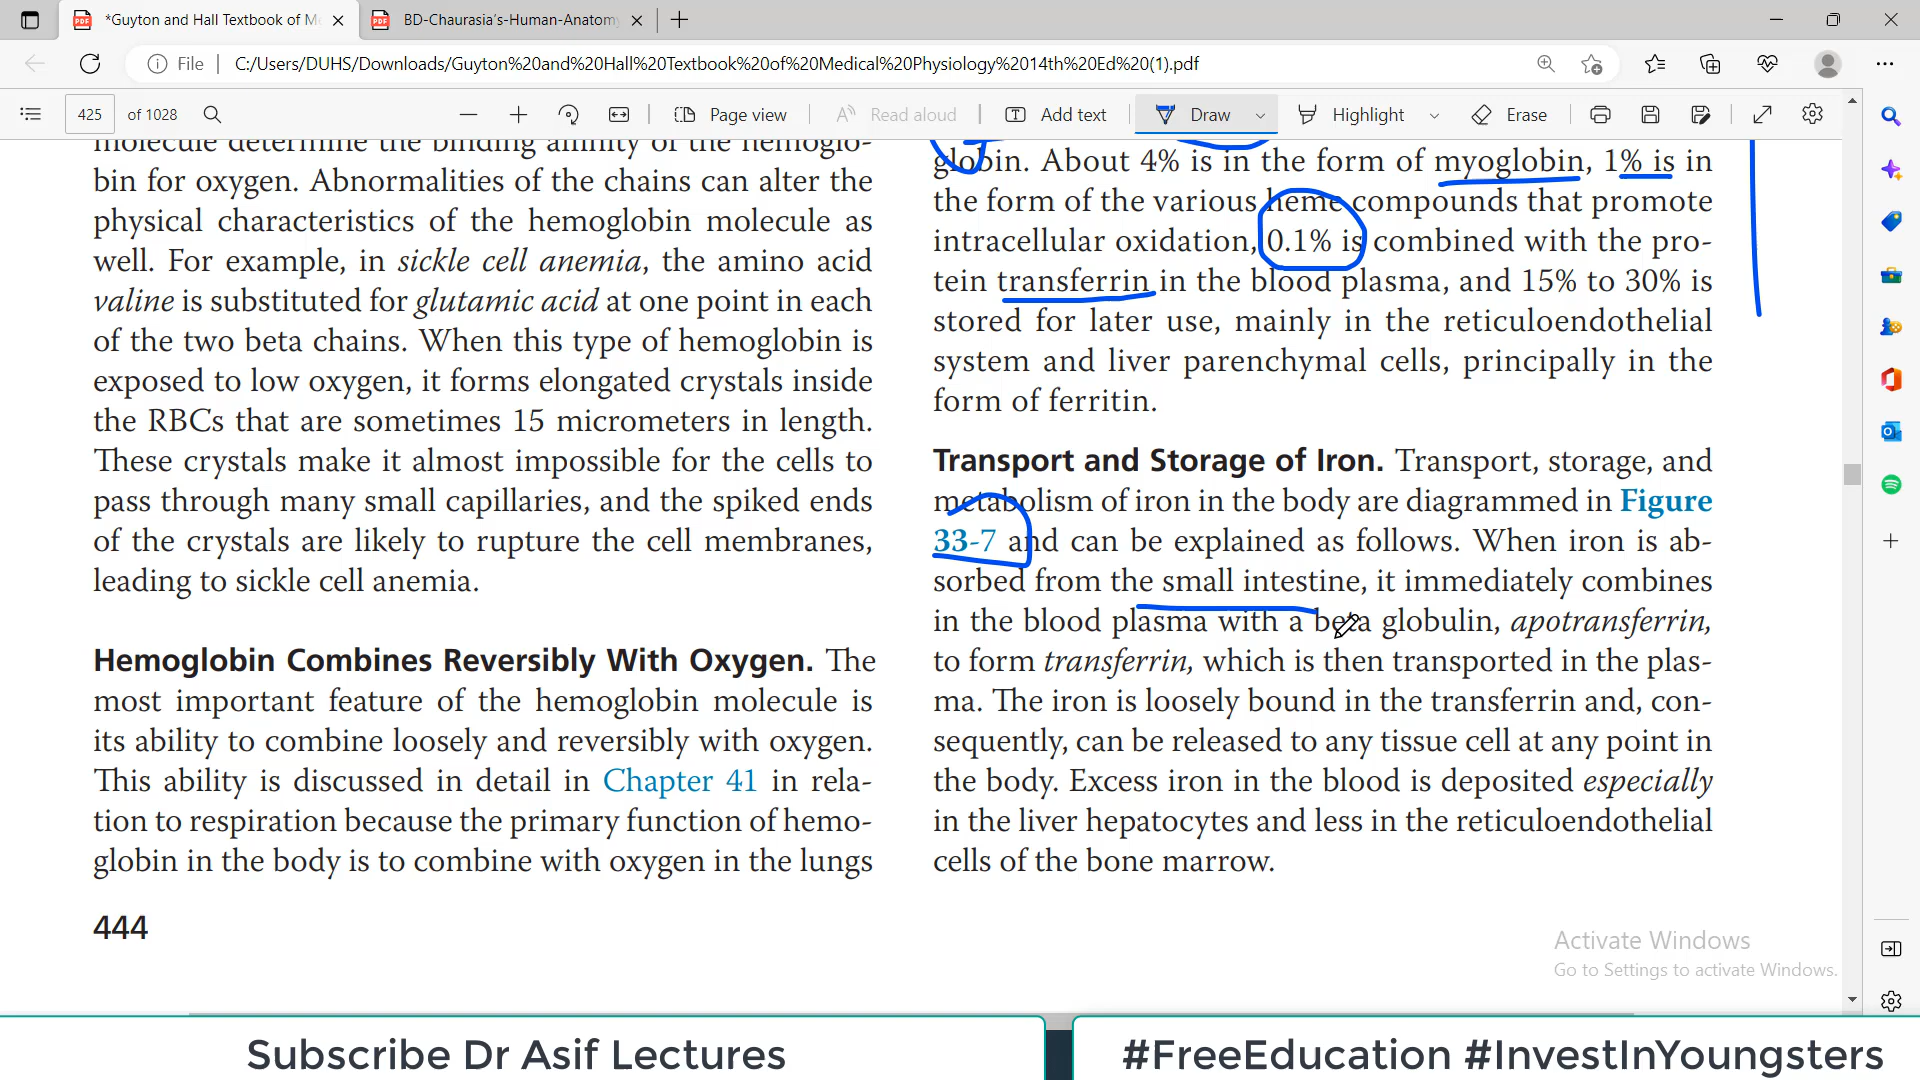 *Guyton and Hall Textbook of M
BD-Chaurasia's-Human-Anatomy
File
C:/Users/DUHS/Downloads/Guyton%20and%20Hall%20Textbook%20of%20Medical%20Physiology%2014th%20Ed%20(1).pdf
425 of 1028
Page view
Read aloud
Add text
Draw
Highlight
Erase
molecule determine the binding affinity of the hemoglo-
bin for oxygen. Abnormalities of the chains can alter the
physical characteristics of the hemoglobin molecule as
well. For example, in sickle cell anemia, the amino acid
valine is substituted for glutamic acid at one point in each
of the two beta chains. When this type of hemoglobin is
exposed to low oxygen, it forms elongated crystals inside
the RBCs that are sometimes 15 micrometers in length.
These crystals make it almost impossible for the cells to
pass through many small capillaries, and the spiked ends
of the crystals are likely to rupture the cell membranes,
leading to sickle cell anemia.
Hemoglobin Combines Reversibly With Oxygen. The
most important feature of the hemoglobin molecule is
its ability to combine loosely and reversibly with oxygen.
This ability is discussed in detail in Chapter 41 in rela-
tion to respiration because the primary function of hemo-
globin in the body is to combine with oxygen in the lungs
444
globin. About 4% is in the form of myoglobin, 1% is in
the form of the various heme compounds that promote
intracellular oxidation, 0.1% is combined with the pro-
tein transferrin in the blood plasma, and 15% to 30% is
stored for later use, mainly in the reticuloendothelial
system and liver parenchymal cells, principally in the
form of ferritin.
Transport and Storage of Iron. Transport, storage, and
metabolism of iron in the body are diagrammed in Figure
33-7 and can be explained as follows. When iron is ab-
sorbed from the small intestine, it immediately combines
in the blood plasma with a beta globulin, apotransferrin,
to form transferrin, which is then transported in the plas-
ma. The iron is loosely bound in the transferrin and, con-
sequently, can be released to any tissue cell at any point in
the body. Excess iron in the blood is deposited especially
in the liver hepatocytes and less in the reticuloendothelial
cells of the bone marrow.
Activate Windows
Go to Settings to activate Windows.
Subscribe Dr Asif Lectures
#FreeEducation #InvestInYoungsters